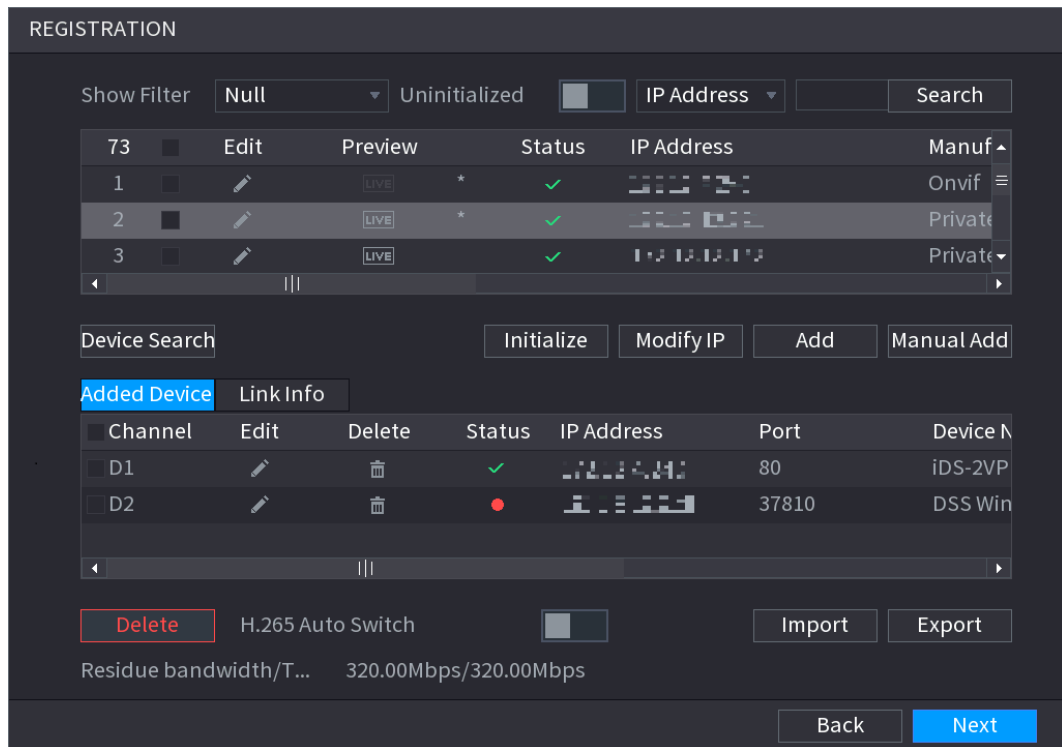 REGISTRATION
Show Filter Null Uninitialized IP Address Search
73 Edit Preview Status IP Address Manuf
1 LIVE * Onvif
2 LIVE * Private
3 LIVE Private
Device Search Initialize Modify IP Add Manual Add
Added Device Link Info
Channel Edit Delete Status IP Address Port Device N
D1 80 iDS-2VP
D2 37810 DSS Win
Delete H.265 Auto Switch Import Export
Residue bandwidth/T... 320.00Mbps/320.00Mbps
Back Next